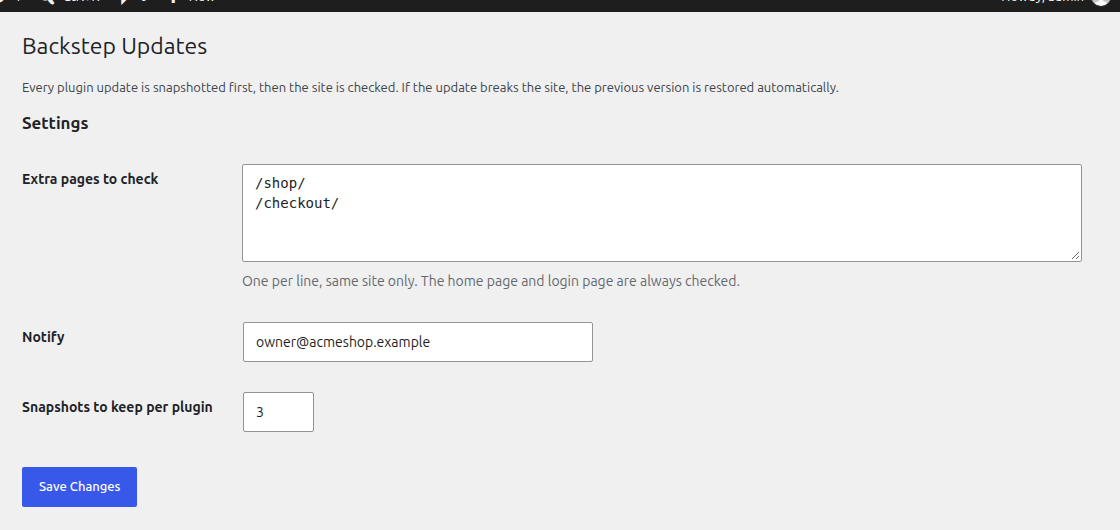 Backstep Updates
Every plugin update is snapshotted first, then the site is checked. If the update breaks the site, the previous version is restored automatically.
Settings
Extra pages to check
/shop/
/checkout/
One per line, same site only. The home page and login page are always checked.
Notify
owner@acmeshop.example
Snapshots to keep per plugin
3
Save Changes